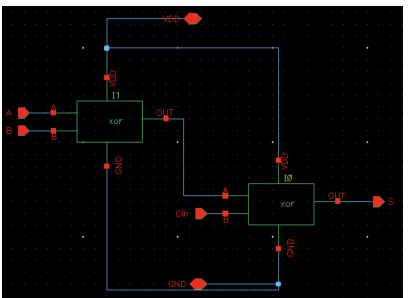 VDD
VDD
I1
A A xor OUT
B B
GND
VDD
I0
A xor OUT S
Cin B
GND
GND